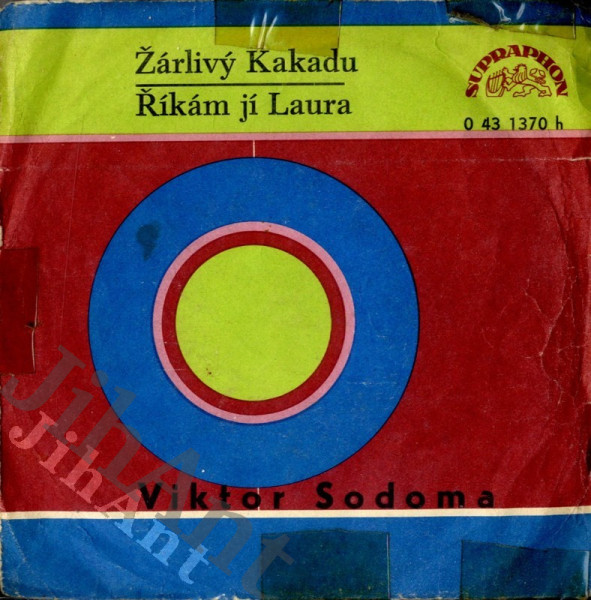 Žárlivý Kakadu
Říkám jí Laura
SUPRAPHON
0 43 1370 h
Viktor Sodoma
JihAnt
JihAnt